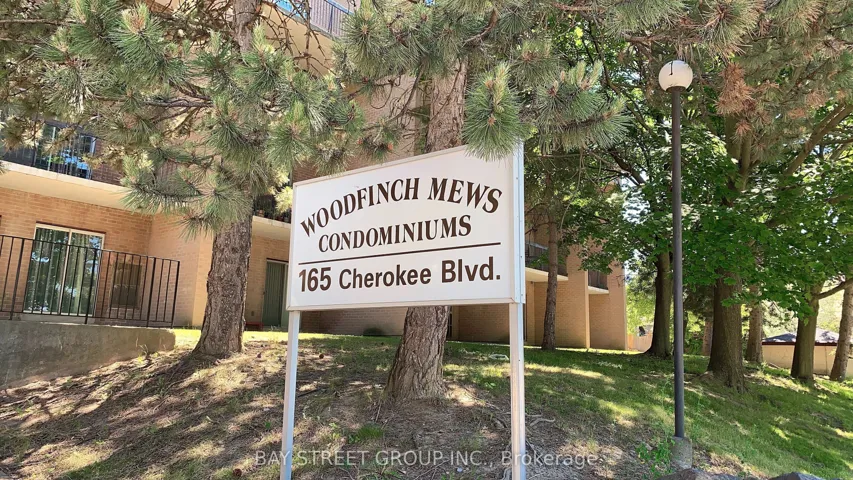 WOODFINCH MEWS
CONDOMINIUMS
165 Cherokee Blvd.
BAY STREET GROUP INC., Brokerage